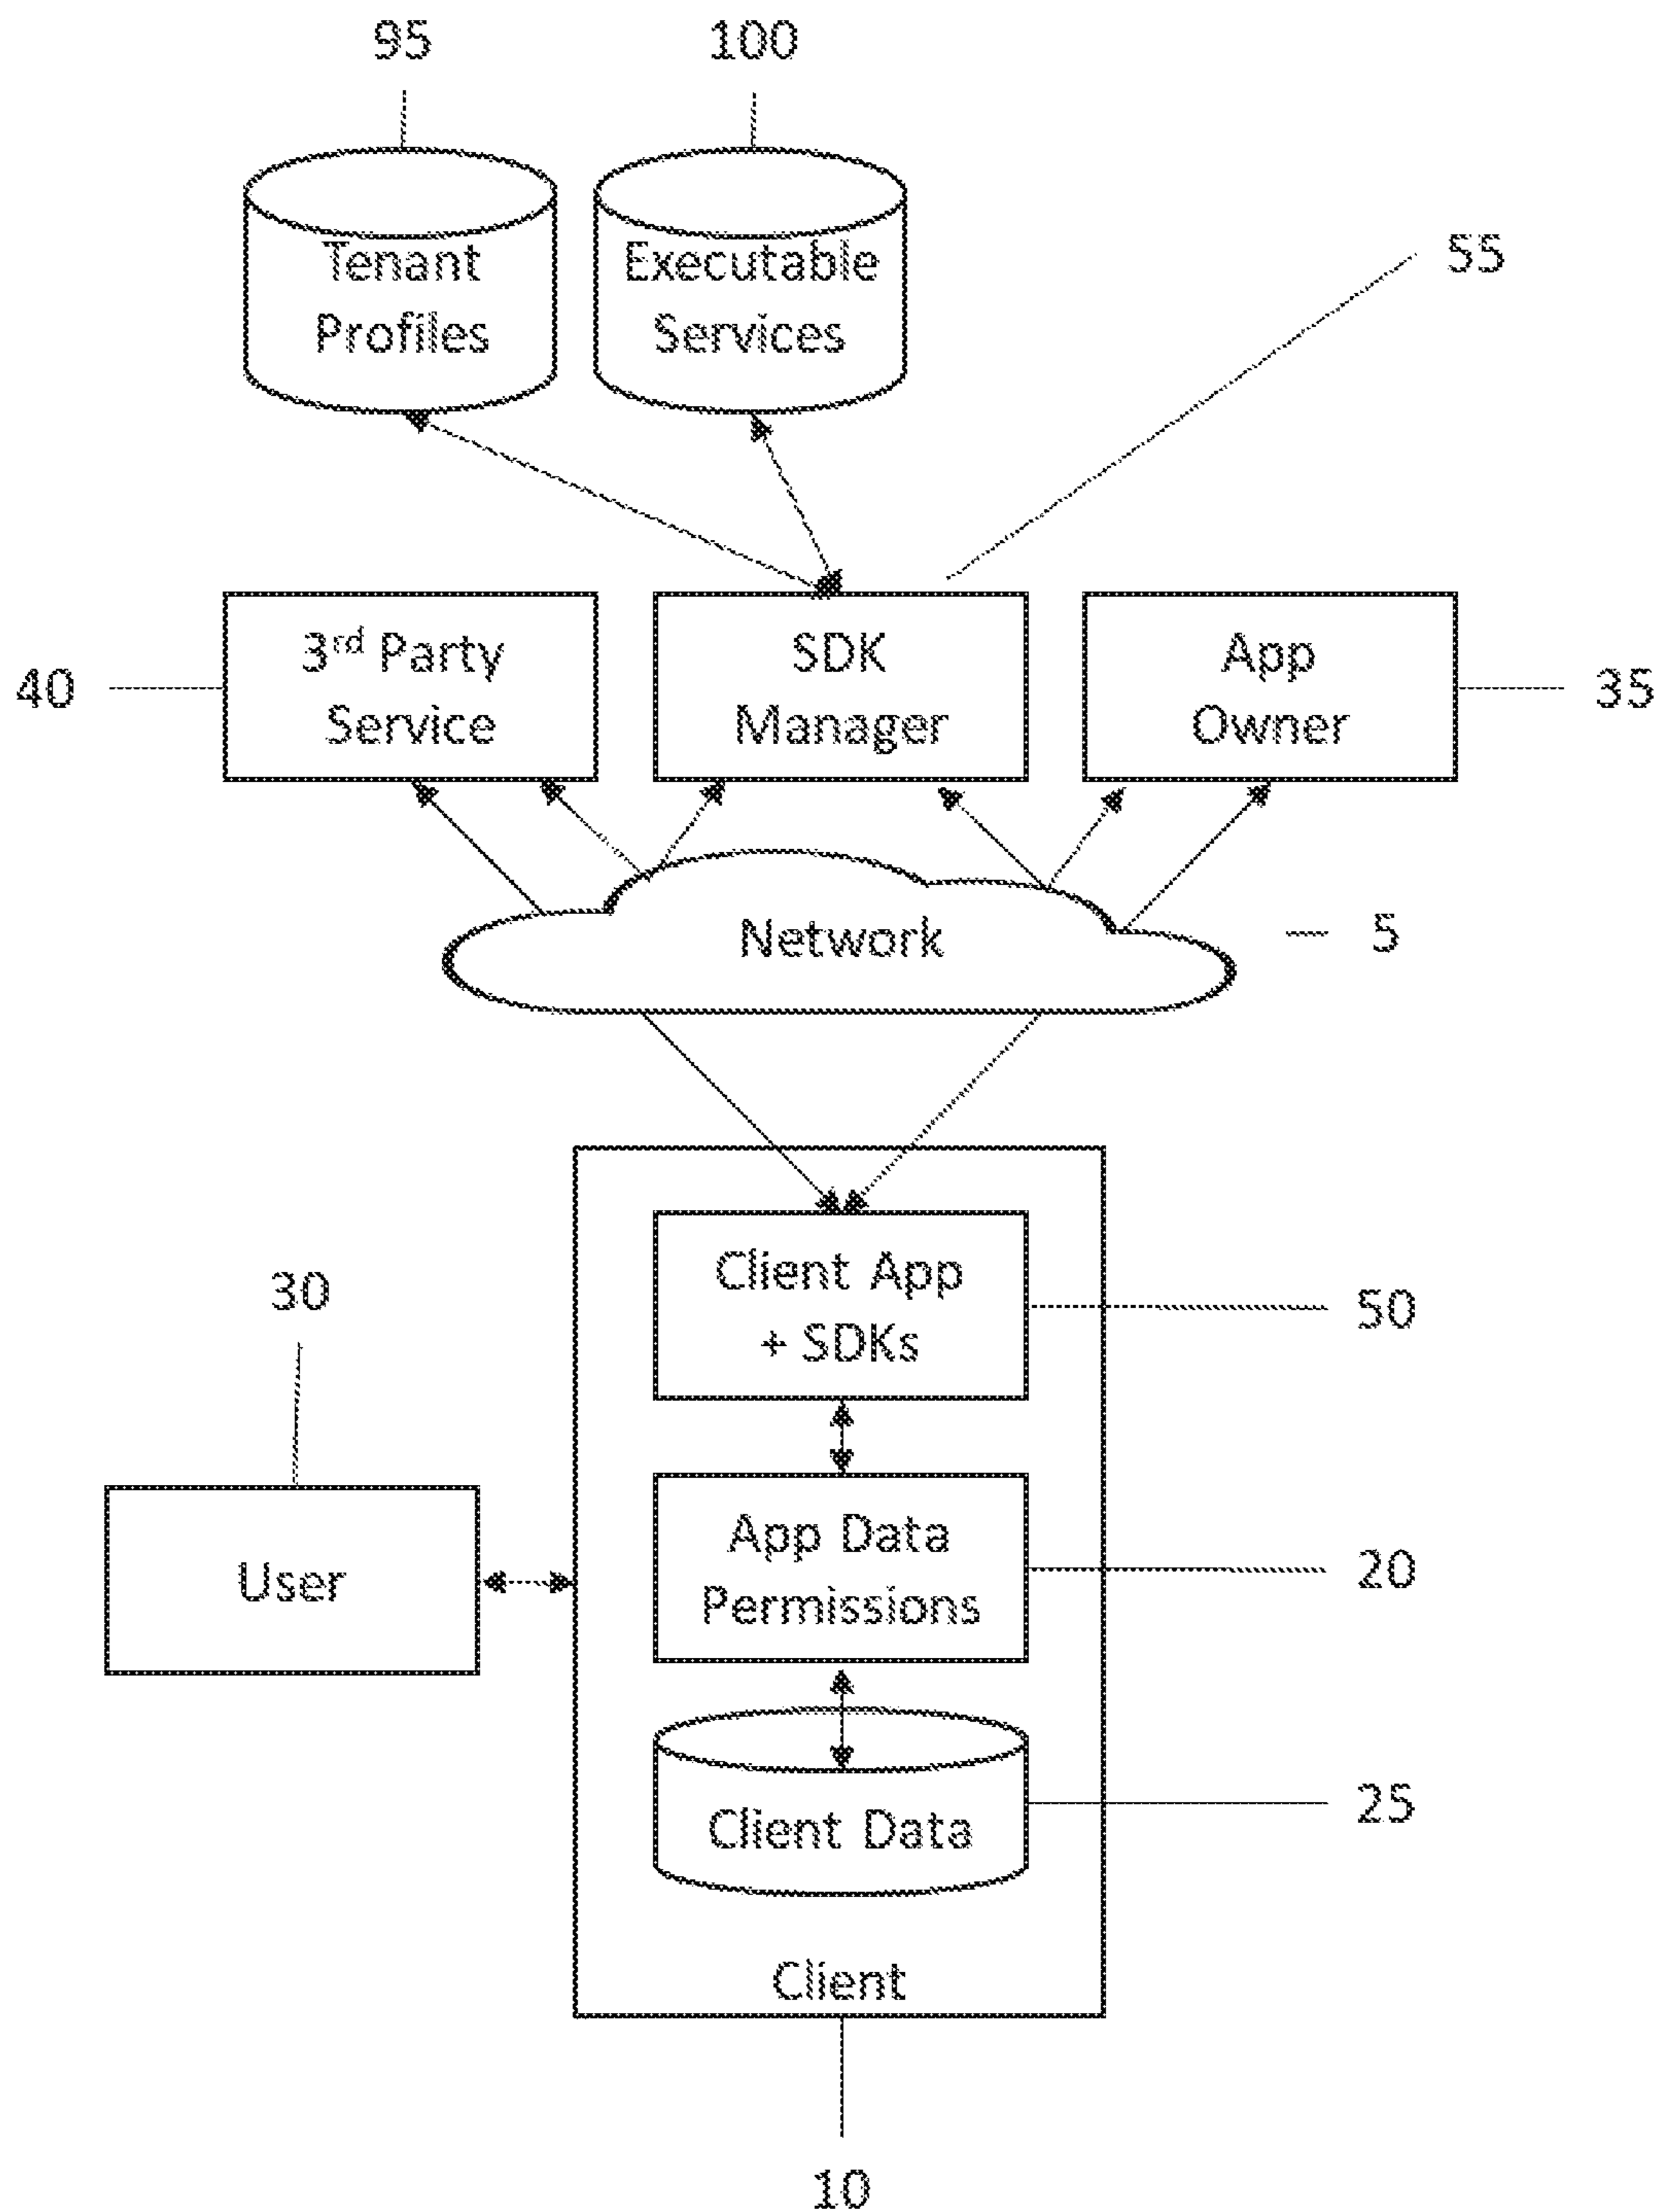 95
100
Tenant
Profiles
Executable
Services
55
40
3rd Party
Service
SDK
Manager
App
Owner
35
Network
5
Client App
+ SDKs
30
50
User
App Data
Permissions
20
Client Data
25
Client
10